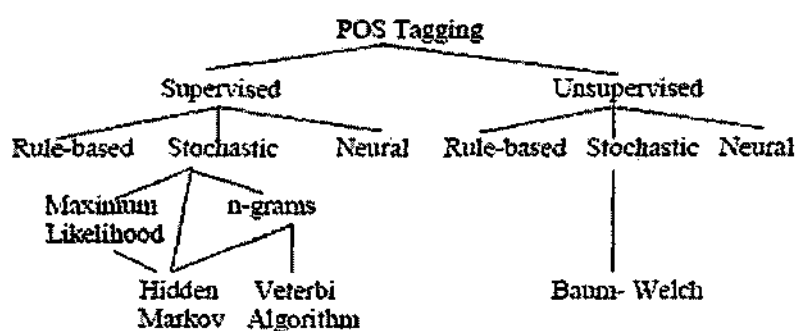 POS Tagging
Supervised Unsupervised
Rule-based Stochastic Neural Rule-based Stochastic Neural
Maximum n-grams
Likelihood
Hidden Veterbi Baum- Welch
Markov Algorithm